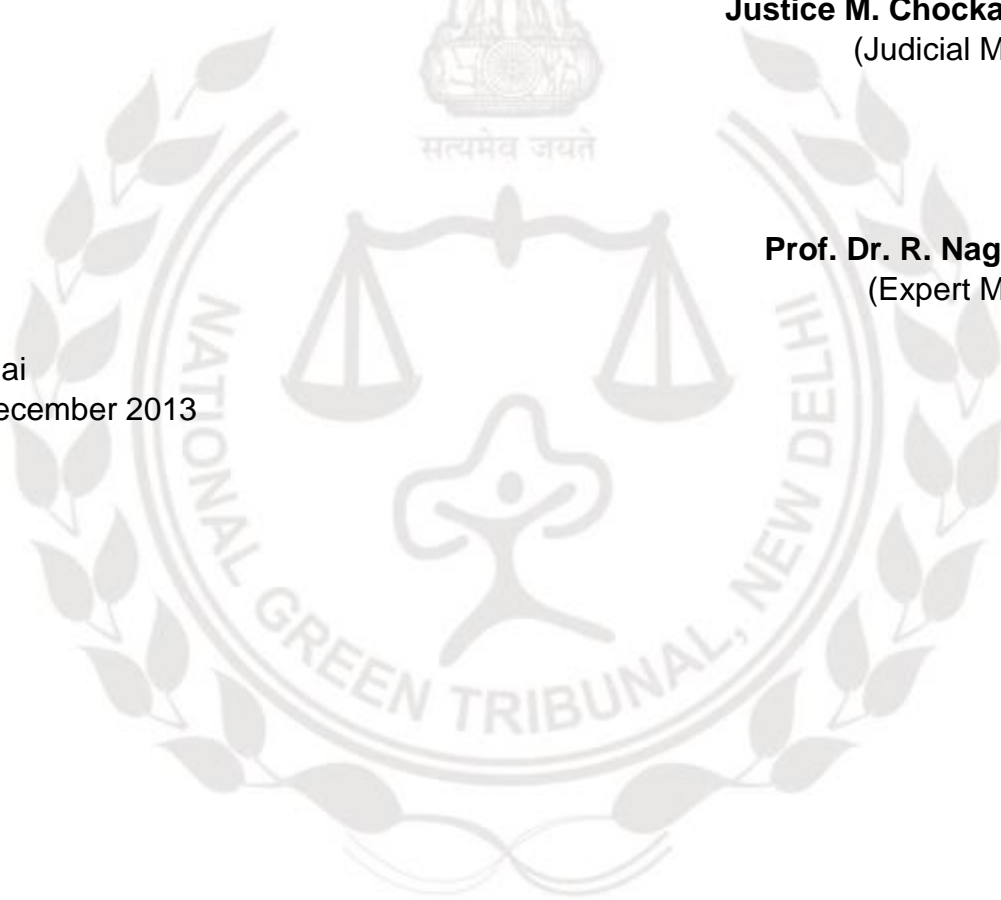 Justice M. Chocka
(Judicial M
सत्यमेव जयते
Prof. Dr. R. Nag
(Expert M
ai
ecember 2013
NATIONAL GREEN TRIBUNAL, NEW DELHI